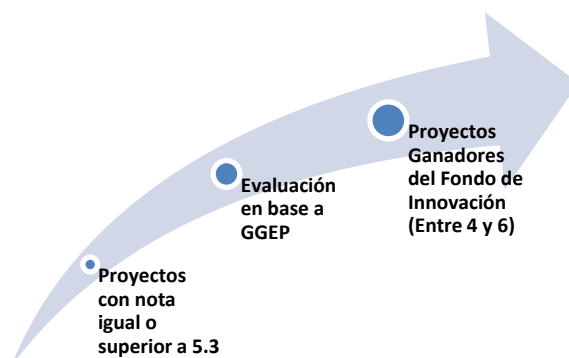 Proyectos
con nota
igual o
superior a 5.3
Evaluación
en base a
GGEP
Proyectos
Ganadores
del Fondo de
Innovación
(Entre 4 y 6)